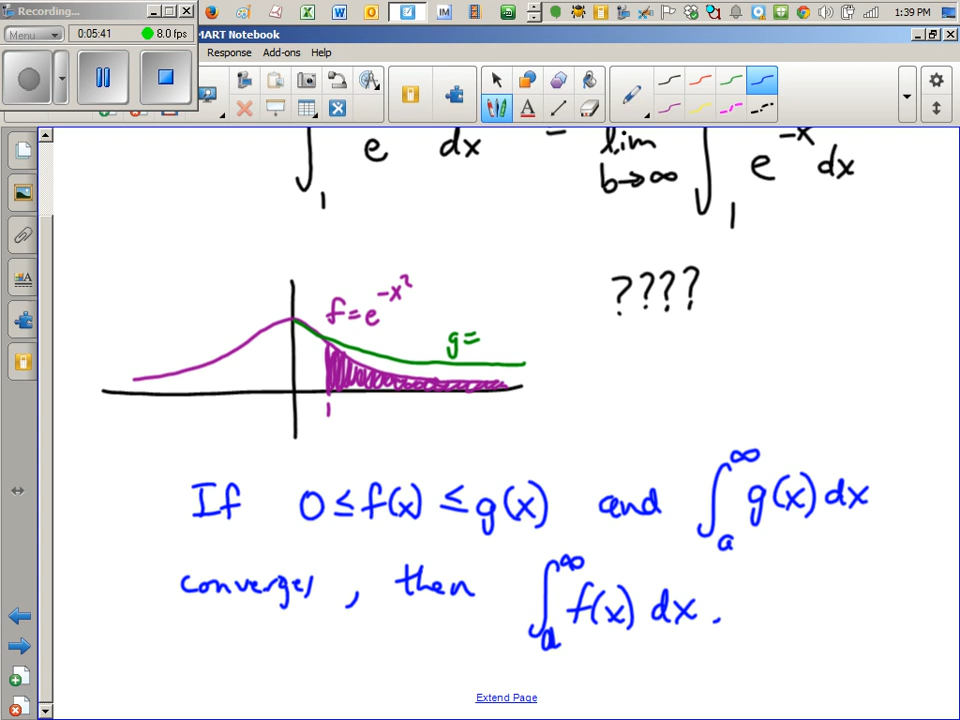 Recording...
1:39 PM
Menu
0:05:41
8.0 fps
MART Notebook
Response Add-ons Help
∫₁ e dx = lim b→∞ ∫₁ e^-x dx
????
f=e^-x²
g=
1
If 0 ≤ f(x) ≤ g(x) and ∫ₐ^∞ g(x) dx
converges, then ∫ₐ^∞ f(x) dx.
Extend Page